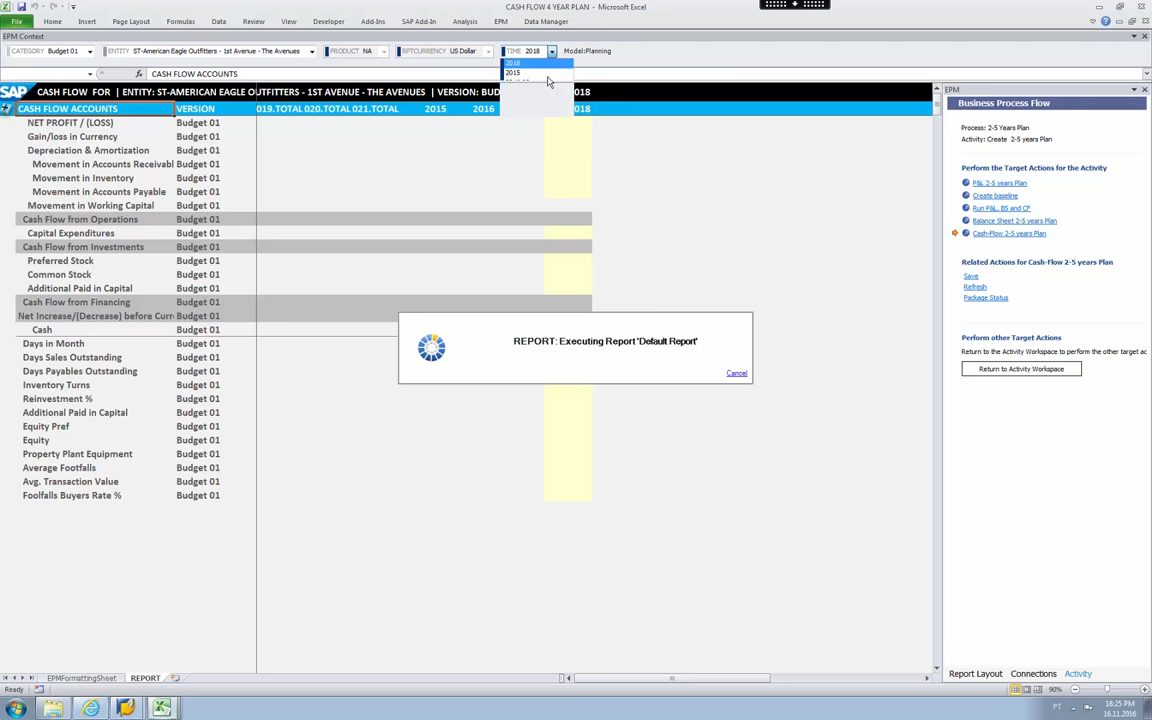 CASH FLOW 4 YEAR PLAN - Microsoft Excel
File Home Insert Page Layout Formulas Data Review View Developer Add-Ins SAP Add-In Analysis EPM Data Manager
EPM Context
CATEGORY Budget 01 ENTITY ST-American Eagle Outfitters - 1st Avenue - The Avenues PRODUCT NA RPTCURRENCY US Dollar TIME 2018 Model:Planning
2018
2015
fx CASH FLOW ACCOUNTS
SAP CASH FLOW FOR | ENTITY: ST-AMERICAN EAGLE OUTFITTERS - 1ST AVENUE - THE AVENUES | VERSION: BUD 018
CASH FLOW ACCOUNTS VERSION 019.TOTAL 020.TOTAL 021.TOTAL 2015 2016 018
NET PROFIT / (LOSS) Budget 01
Gain/loss in Currency Budget 01
Depreciation & Amortization Budget 01
Movement in Accounts Receivabl Budget 01
Movement in Inventory Budget 01
Movement in Accounts Payable Budget 01
Movement in Working Capital Budget 01
Cash Flow from Operations Budget 01
Capital Expenditures Budget 01
Cash Flow from Investments Budget 01
Preferred Stock Budget 01
Common Stock Budget 01
Additional Paid in Capital Budget 01
Cash Flow from Financing Budget 01
Net Increase/(Decrease) before Curr Budget 01
Cash Budget 01
Days in Month Budget 01
Days Sales Outstanding Budget 01
Days Payables Outstanding Budget 01
Inventory Turns Budget 01
Reinvestment % Budget 01
Additional Paid in Capital Budget 01
Equity Pref Budget 01
Equity Budget 01
Property Plant Equipment Budget 01
Average Footfalls Budget 01
Avg. Transaction Value Budget 01
Foolfalls Buyers Rate % Budget 01
REPORT: Executing Report 'Default Report'
Cancel
EPM
Business Process Flow
Process: 2-5 Years Plan
Activity: Create 2-5 years Plan
Perform the Target Actions for the Activity
P&L 2-5 years Plan
Create baseline
Run P&L, BS and CF
Balance Sheet 2-5 years Plan
Cash-Flow 2-5 years Plan
Related Actions for Cash-Flow 2-5 years Plan
Save
Refresh
Package Status
Perform other Target Actions
Return to the Activity Workspace to perform the other target ac
Return to Activity Workspace
Report Layout Connections Activity
EPMFormattingSheet REPORT
Ready 90%
PT 18:25 PM
16.11.2016